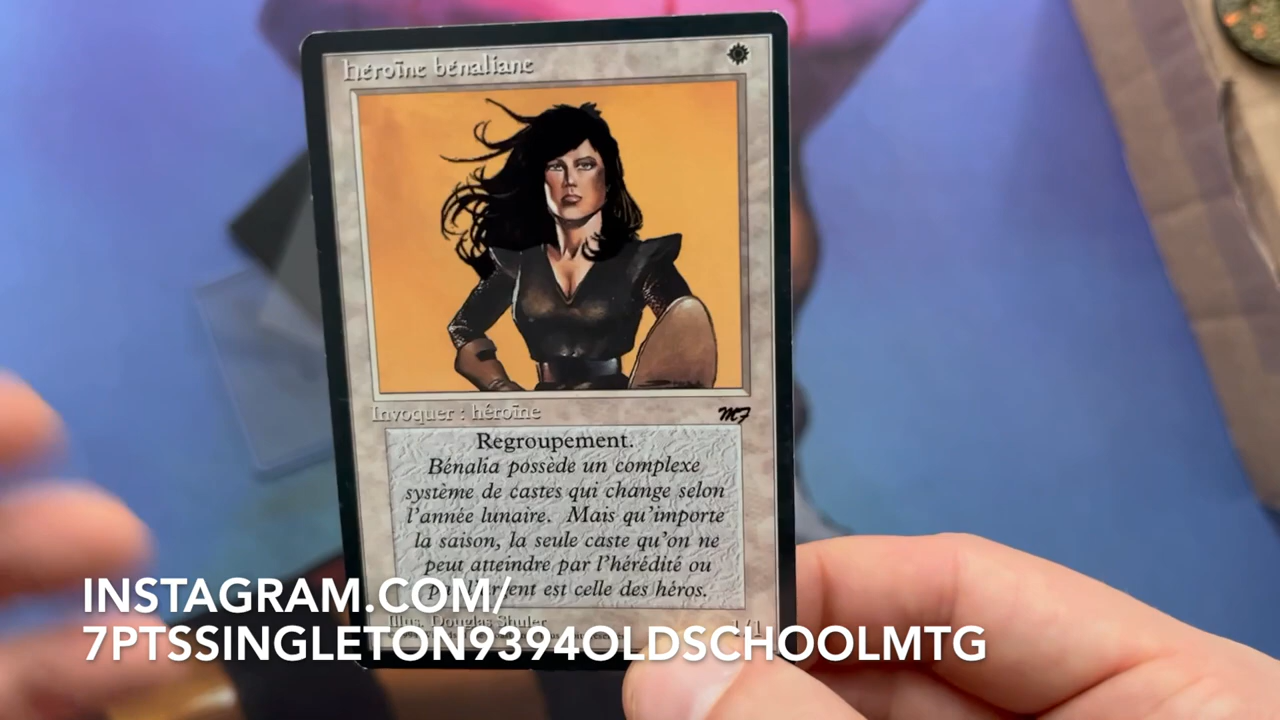 héroïne bénaliane
Invoquer : héroïne
MF
Regroupement.
Bénalia possède un complexe
système de castes qui change selon
l'année lunaire. Mais qu'importe
la saison, la seule caste qu'on ne
peut atteindre par l'hérédité ou
est celle des héros.
Illus. Douglas Shuler
1/1
INSTAGRAM.COM/
7PTSSINGLETON9394OLDSCHOOLMTG